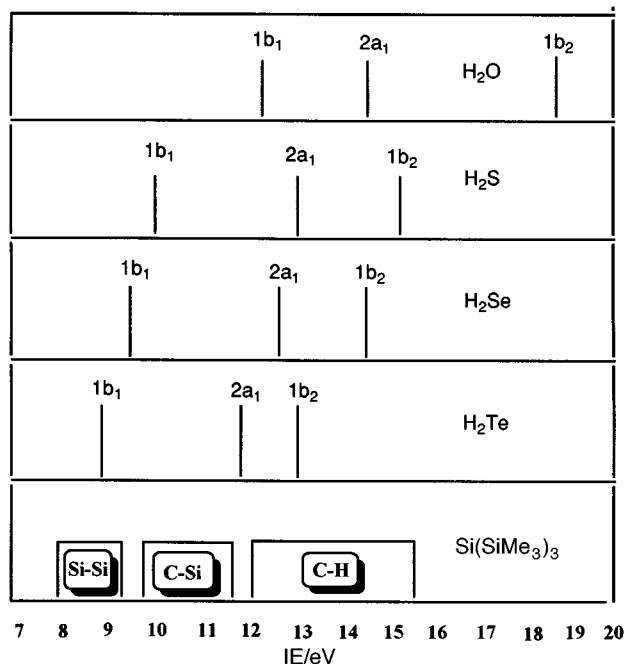 1b₁ 2a₁ 1b₂
H₂O
1b₁ 2a₁ 1b₂
H₂S
1b₁ 2a₁ 1b₂
H₂Se
1b₁ 2a₁ 1b₂
H₂Te
Si(SiMe₃)₃
Si-Si C-Si C-H
7 8 9 10 11 12 13 14 15 16 17 18 19 20
IE/eV